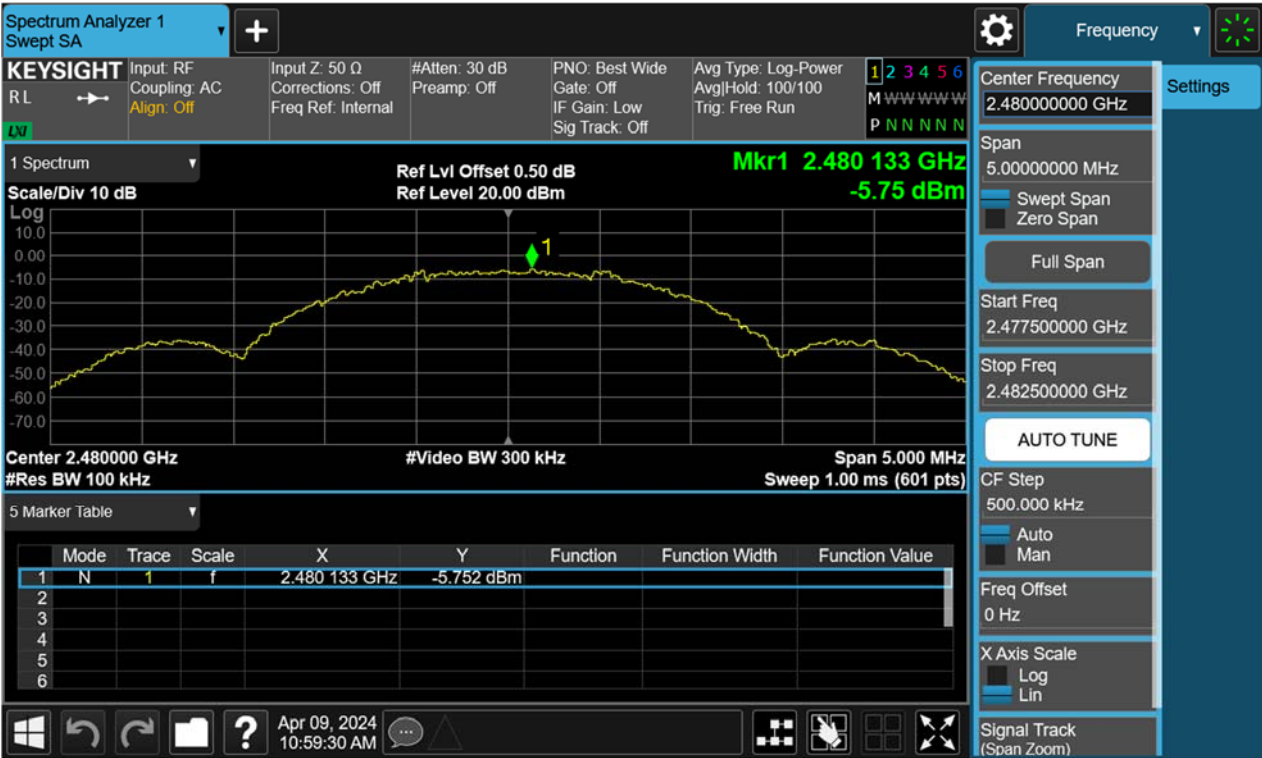 Spectrum Analyzer 1
Swept SA
+
Frequency
KEYSIGHT
R L
LXI
Input: RF
Coupling: AC
Align: Off
Input Z: 50 Ω
Corrections: Off
Freq Ref: Internal
#Atten: 30 dB
Preamp: Off
PNO: Best Wide
Gate: Off
IF Gain: Low
Sig Track: Off
Avg Type: Log-Power
Avg|Hold: 100/100
Trig: Free Run
1 2 3 4 5 6
M W W W W W
P N N N N N
Center Frequency
2.480000000 GHz
Settings
Span
5.00000000 MHz
Swept Span
Zero Span
Full Span
Start Freq
2.477500000 GHz
Stop Freq
2.482500000 GHz
AUTO TUNE
CF Step
500.000 kHz
Auto
Man
Freq Offset
0 Hz
X Axis Scale
Log
Lin
Signal Track
(Span Zoom)
1 Spectrum
Scale/Div 10 dB
Ref Lvl Offset 0.50 dB
Ref Level 20.00 dBm
Mkr1 2.480 133 GHz
-5.75 dBm
Log
10.0
0.00
-10.0
-20.0
-30.0
-40.0
-50.0
-60.0
-70.0
1
Center 2.480000 GHz
#Res BW 100 kHz
#Video BW 300 kHz
Span 5.000 MHz
Sweep 1.00 ms (601 pts)
5 Marker Table
Mode Trace Scale X Y Function Function Width Function Value
1 N 1 f 2.480 133 GHz -5.752 dBm
2
3
4
5
6
?
Apr 09, 2024
10:59:30 AM